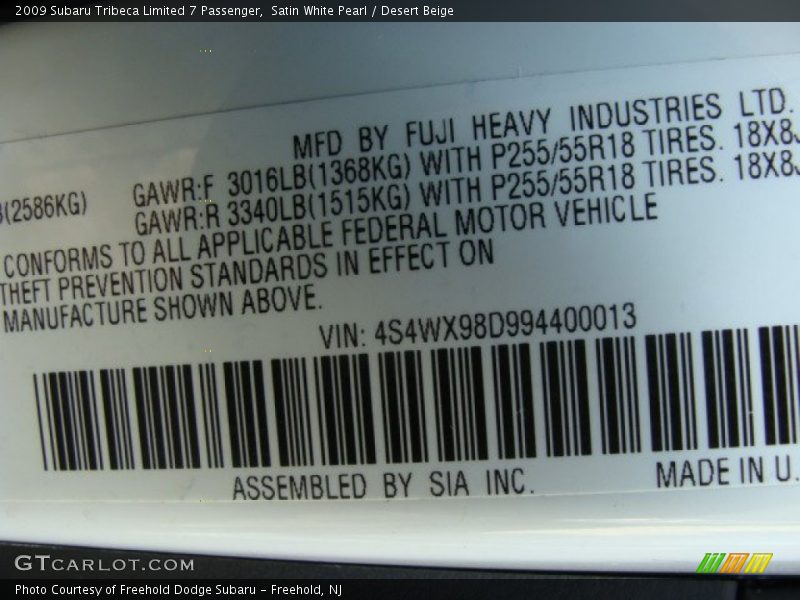 2009 Subaru Tribeca Limited 7 Passenger,  Satin White Pearl / Desert Beige
MFD BY FUJI HEAVY INDUSTRIES LTD.
(2586KG) GAWR:F 3016LB(1368KG) WITH P255/55R18 TIRES. 18X8J
GAWR:R 3340LB(1515KG) WITH P255/55R18 TIRES. 18X8J
CONFORMS TO ALL APPLICABLE FEDERAL MOTOR VEHICLE
THEFT PREVENTION STANDARDS IN EFFECT ON
MANUFACTURE SHOWN ABOVE.
VIN: 4S4WX98D994400013
ASSEMBLED BY SIA INC. MADE IN U.
GTCARLOT.COM
Photo Courtesy of Freehold Dodge Subaru - Freehold, NJ